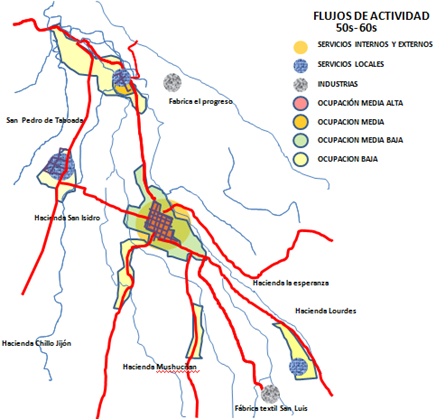 FLUJOS DE ACTIVIDAD
50s- 60s
SERVICIOS INTERNOS Y EXTERNOS
SERVICIOS LOCALES
INDUSTRIAS
OCUPACIÓN MEDIA ALTA
OCUPACIÓN MEDIA
OCUPACIÓN MEDIA BAJA
OCUPACION BAJA
Fabrica el progreso
San Pedro de Taboada
Hacienda San Isidro
Hacienda la esperanza
Hacienda Lourdes
Hacienda Chillo Jijón
Hacienda Mushuchan
Fábrica textil San Luis